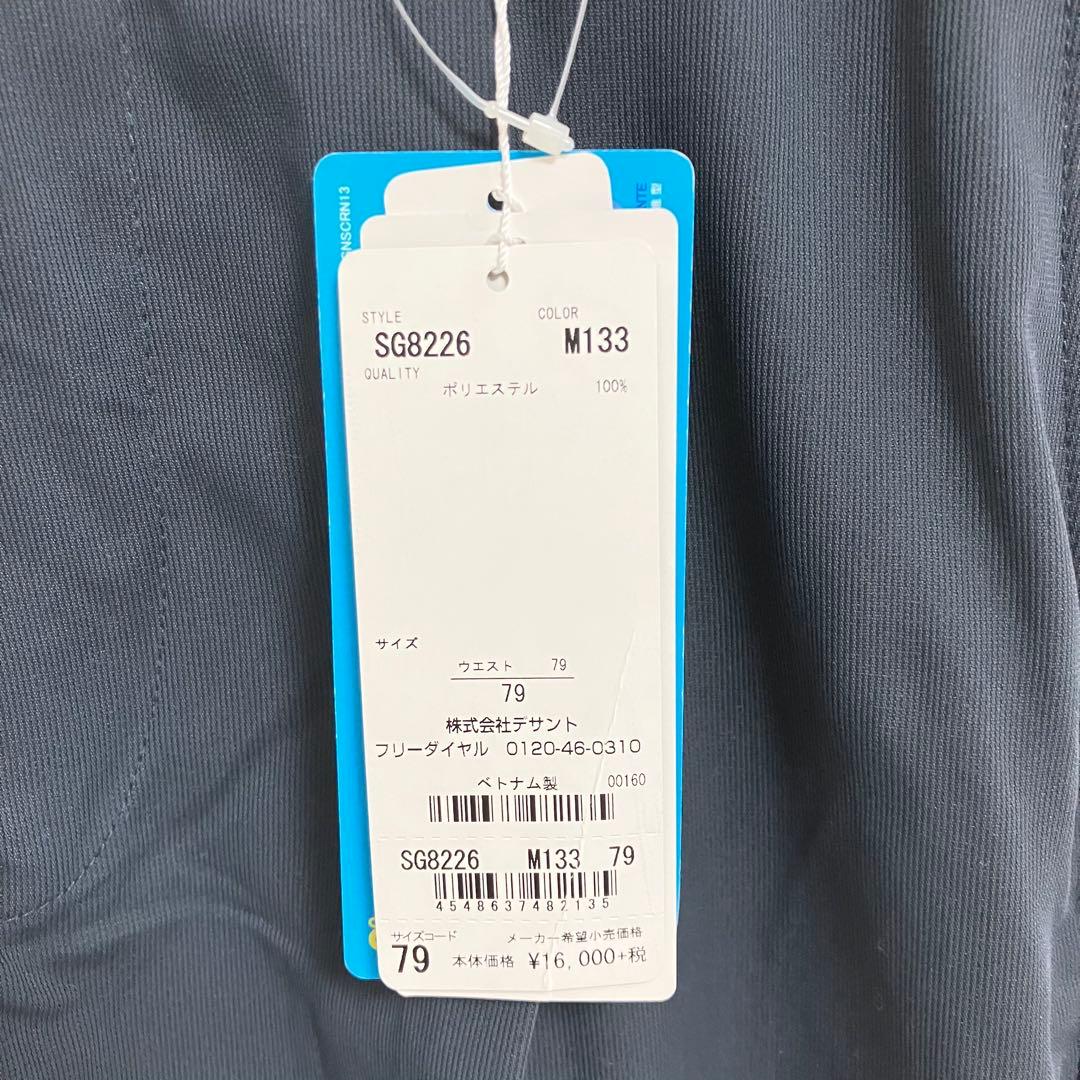 STYLE COLOR
SG8226 M133
QUALITY
ポリエステル 100%
サイズ
ウエスト 79
79
株式会社デサント
フリーダイヤル 0120-46-0310
ベトナム製 00160
SG8226 M133 79
4548637482135
サイズコード メーカー希望小売価格
79 本体価格 ¥16,000+税